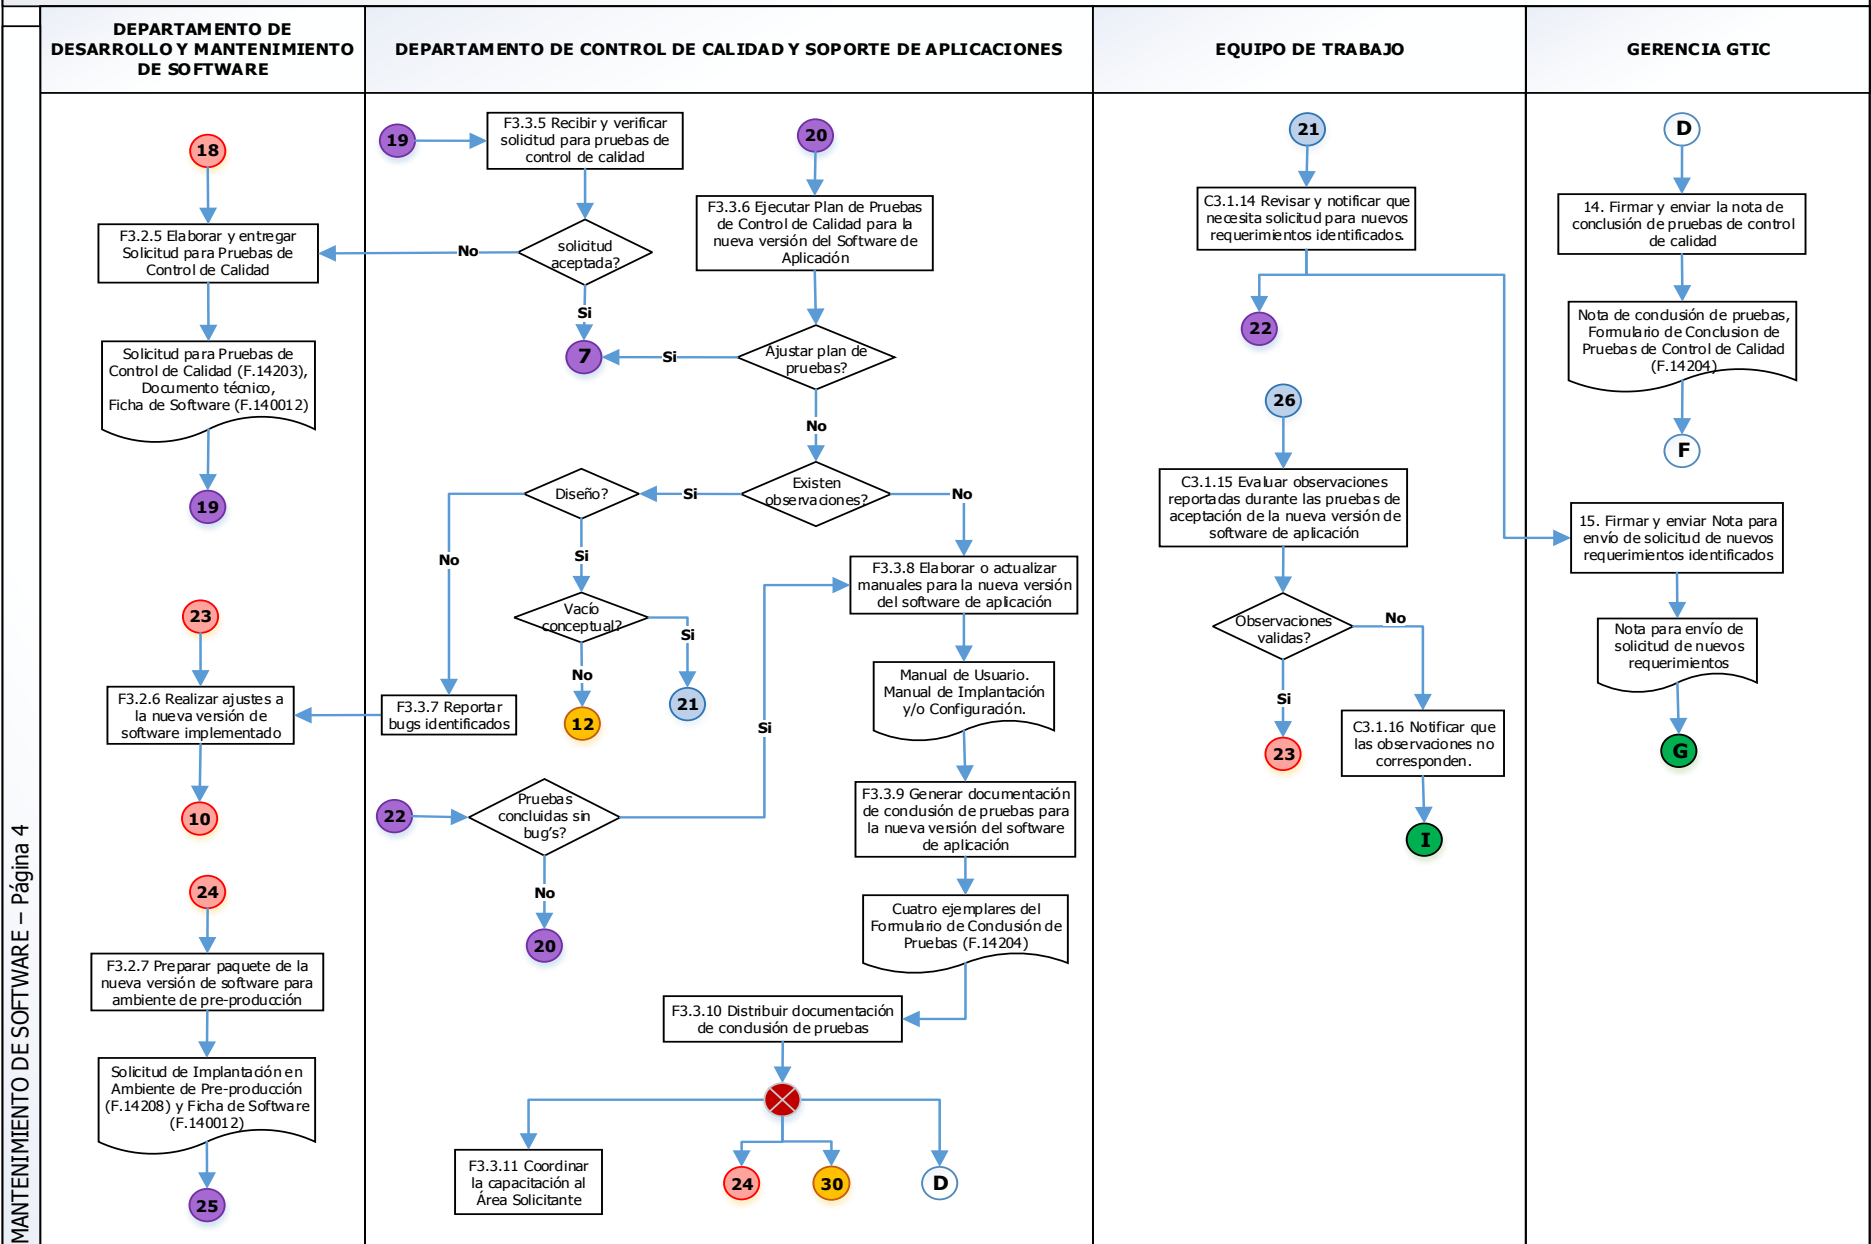 DEPARTAMENTO DE
DESARROLLO Y MANTENIMIENTO
DE SOFTWARE
DEPARTAMENTO DE CONTROL DE CALIDAD Y SOPORTE DE APLICACIONES
EQUIPO DE TRABAJO
GERENCIA GTIC
MANTENIMIENTO DE SOFTWARE – Página 4
18
F3.2.5 Elaborar y entregar
Solicitud para Pruebas de
Control de Calidad
Solicitud para Pruebas de
Control de Calidad (F.14203),
Documento técnico,
Ficha de Software (F.140012)
19
23
F3.2.6 Realizar ajustes a
la nueva versión de
software implementado
10
24
F3.2.7 Preparar paquete de la
nueva versión de software para
ambiente de pre-producción
Solicitud de Implantación en
Ambiente de Pre-producción
(F.14208) y Ficha de Software
(F.140012)
25
19
F3.3.5 Recibir y verificar
solicitud para pruebas de
control de calidad
solicitud
aceptada?
No
Si
7
20
F3.3.6 Ejecutar Plan de Pruebas
de Control de Calidad para la
nueva versión del Software de
Aplicación
Ajustar plan de
pruebas?
Si
No
Existen
observaciones?
Si
No
Diseño?
No
Si
Vacío
conceptual?
Si
No
12
21
F3.3.7 Reportar
bugs identificados
22
Pruebas
concluidas sin
bug's?
Si
No
20
F3.3.8 Elaborar o actualizar
manuales para la nueva versión
del software de aplicación
Manual de Usuario.
Manual de Implantación
y/o Configuración.
F3.3.9 Generar documentación
de conclusión de pruebas para
la nueva versión del software
de aplicación
Cuatro ejemplares del
Formulario de Conclusión de
Pruebas (F.14204)
F3.3.10 Distribuir documentación
de conclusión de pruebas
F3.3.11 Coordinar
la capacitación al
Área Solicitante
24
30
D
21
C3.1.14 Revisar y notificar que
necesita solicitud para nuevos
requerimientos identificados.
22
26
C3.1.15 Evaluar observaciones
reportadas durante las pruebas de
aceptación de la nueva versión de
software de aplicación
Observaciones
validas?
No
Si
23
C3.1.16 Notificar que
las observaciones no
corresponden.
I
D
14. Firmar y enviar la nota de
conclusión de pruebas de control
de calidad
Nota de conclusión de pruebas,
Formulario de Conclusion de
Pruebas de Control de Calidad
(F.14204)
F
15. Firmar y enviar Nota para
envío de solicitud de nuevos
requerimientos identificados
Nota para envío de
solicitud de nuevos
requerimientos
G